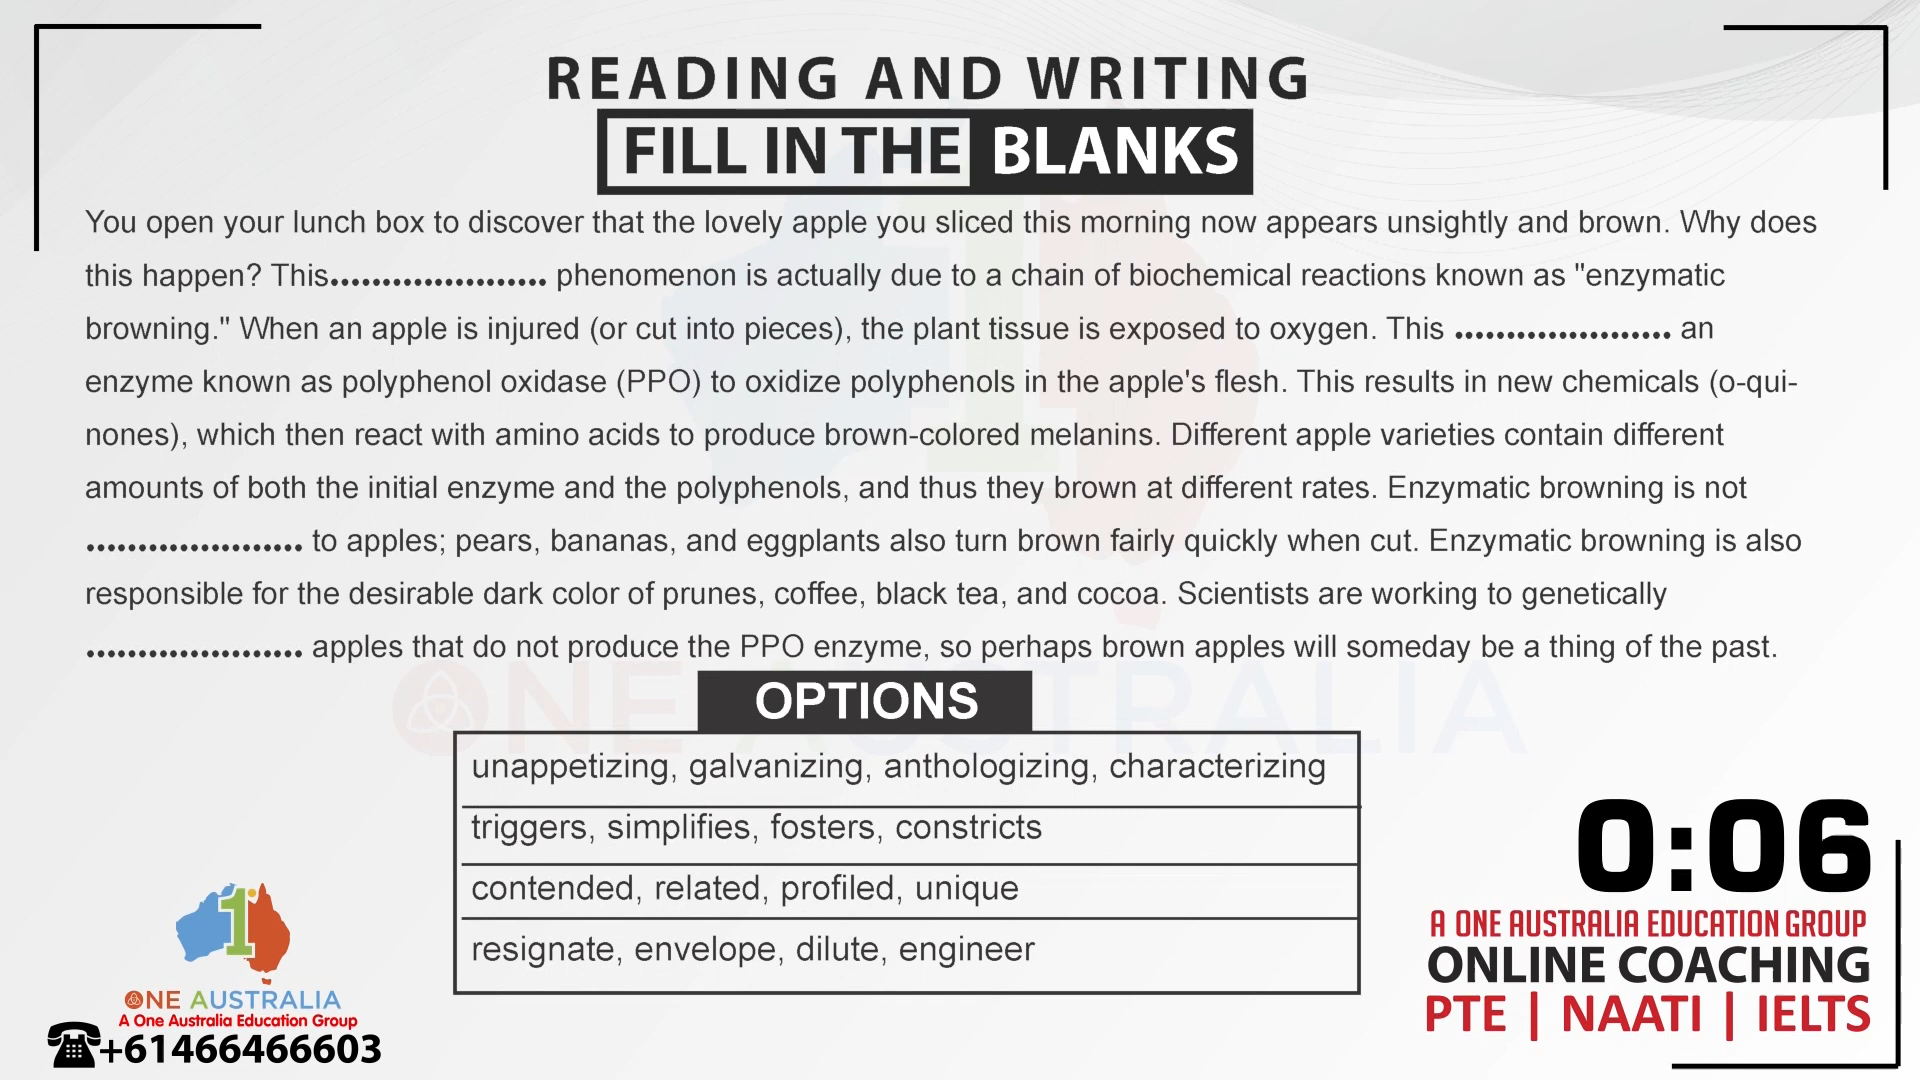 READING AND WRITING
FILL IN THE BLANKS
You open your lunch box to discover that the lovely apple you sliced this morning now appears unsightly and brown. Why does
this happen? This..................... phenomenon is actually due to a chain of biochemical reactions known as "enzymatic
browning." When an apple is injured (or cut into pieces), the plant tissue is exposed to oxygen. This ..................... an
enzyme known as polyphenol oxidase (PPO) to oxidize polyphenols in the apple's flesh. This results in new chemicals (o-qui-
nones), which then react with amino acids to produce brown-colored melanins. Different apple varieties contain different
amounts of both the initial enzyme and the polyphenols, and thus they brown at different rates. Enzymatic browning is not
..................... to apples; pears, bananas, and eggplants also turn brown fairly quickly when cut. Enzymatic browning is also
responsible for the desirable dark color of prunes, coffee, black tea, and cocoa. Scientists are working to genetically
..................... apples that do not produce the PPO enzyme, so perhaps brown apples will someday be a thing of the past.
ONE AUSTRALIA
OPTIONS
unappetizing, galvanizing, anthologizing, characterizing
triggers, simplifies, fosters, constricts
contended, related, profiled, unique
resignate, envelope, dilute, engineer
0:06
A ONE AUSTRALIA EDUCATION GROUP
ONLINE COACHING
PTE | NAATI | IELTS
1
ONE AUSTRALIA
A One Australia Education Group
+61466466603